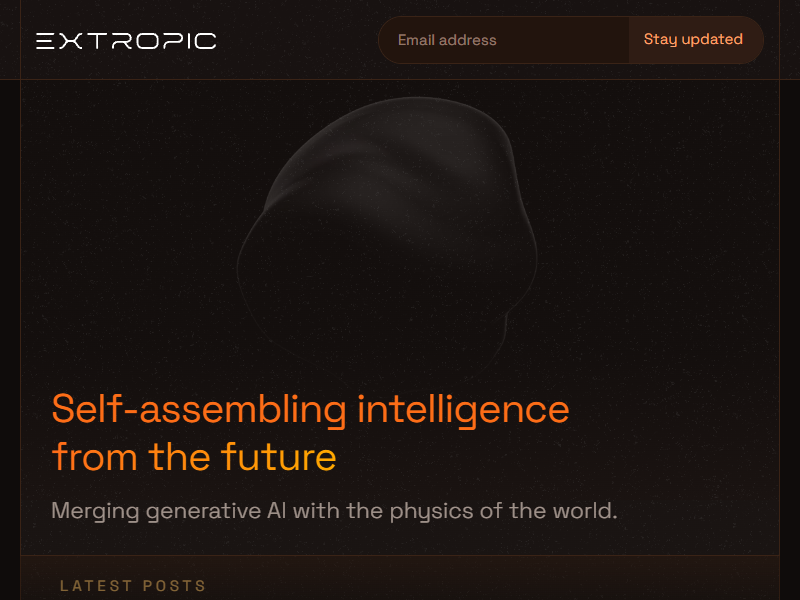 EXTROPIC
Email address
Stay updated
Self-assembling intelligence
from the future
Merging generative AI with the physics of the world.
LATEST POSTS